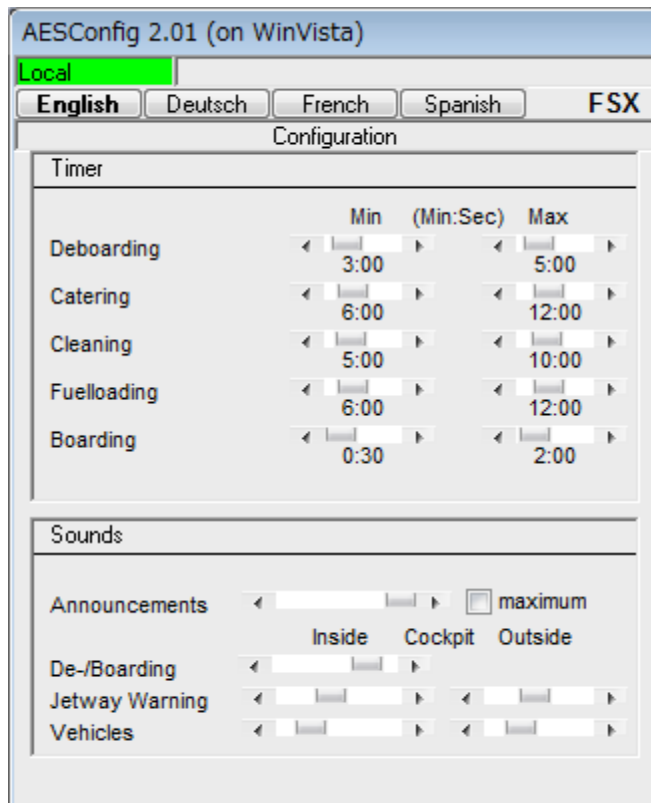 AESConfig 2.01 (on WinVista)
Local
English Deutsch French Spanish FSX
Configuration
Timer
Min (Min:Sec) Max
Deboarding
3:00 5:00
Catering
6:00 12:00
Cleaning
5:00 10:00
Fuelloading
6:00 12:00
Boarding
0:30 2:00
Sounds
Announcements maximum
Inside Cockpit Outside
De-/Boarding
Jetway Warning
Vehicles